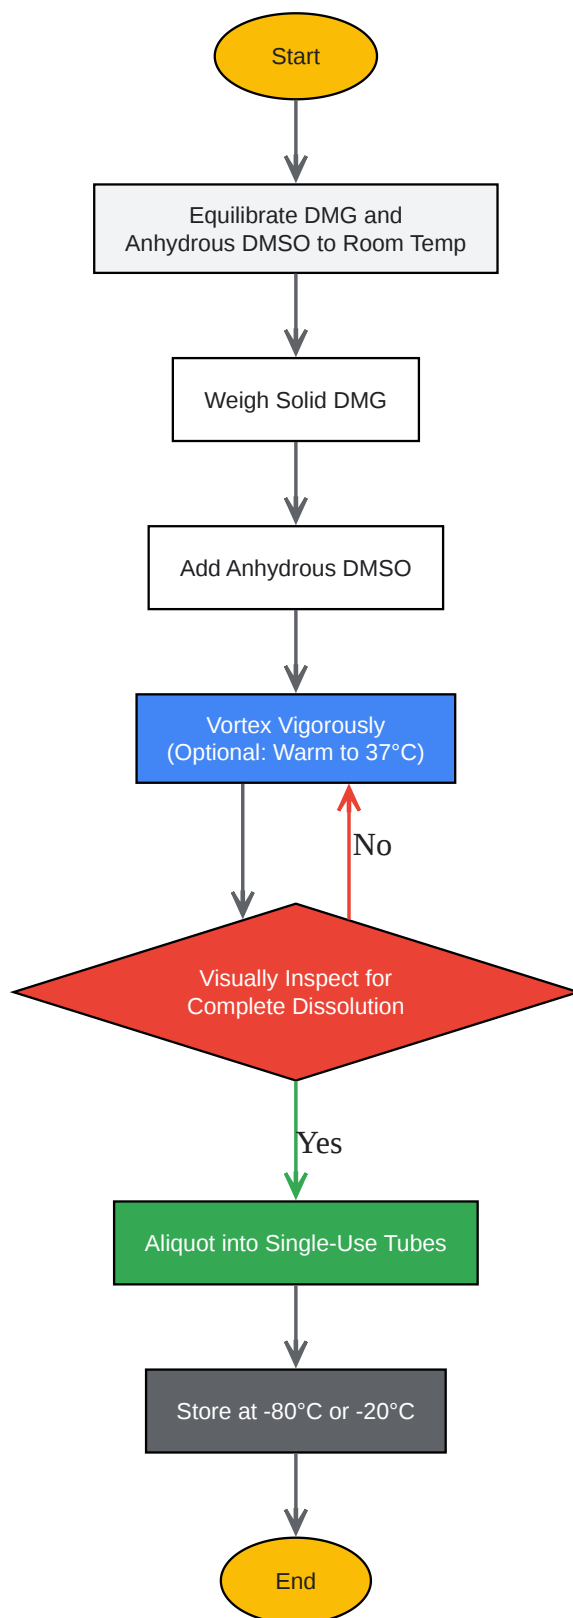 Start
Equilibrate DMG and
Anhydrous DMSO to Room Temp
Weigh Solid DMG
Add Anhydrous DMSO
Vortex Vigorously
(Optional: Warm to 37°C)
No
Visually Inspect for
Complete Dissolution
Yes
Aliquot into Single-Use Tubes
Store at -80°C or -20°C
End